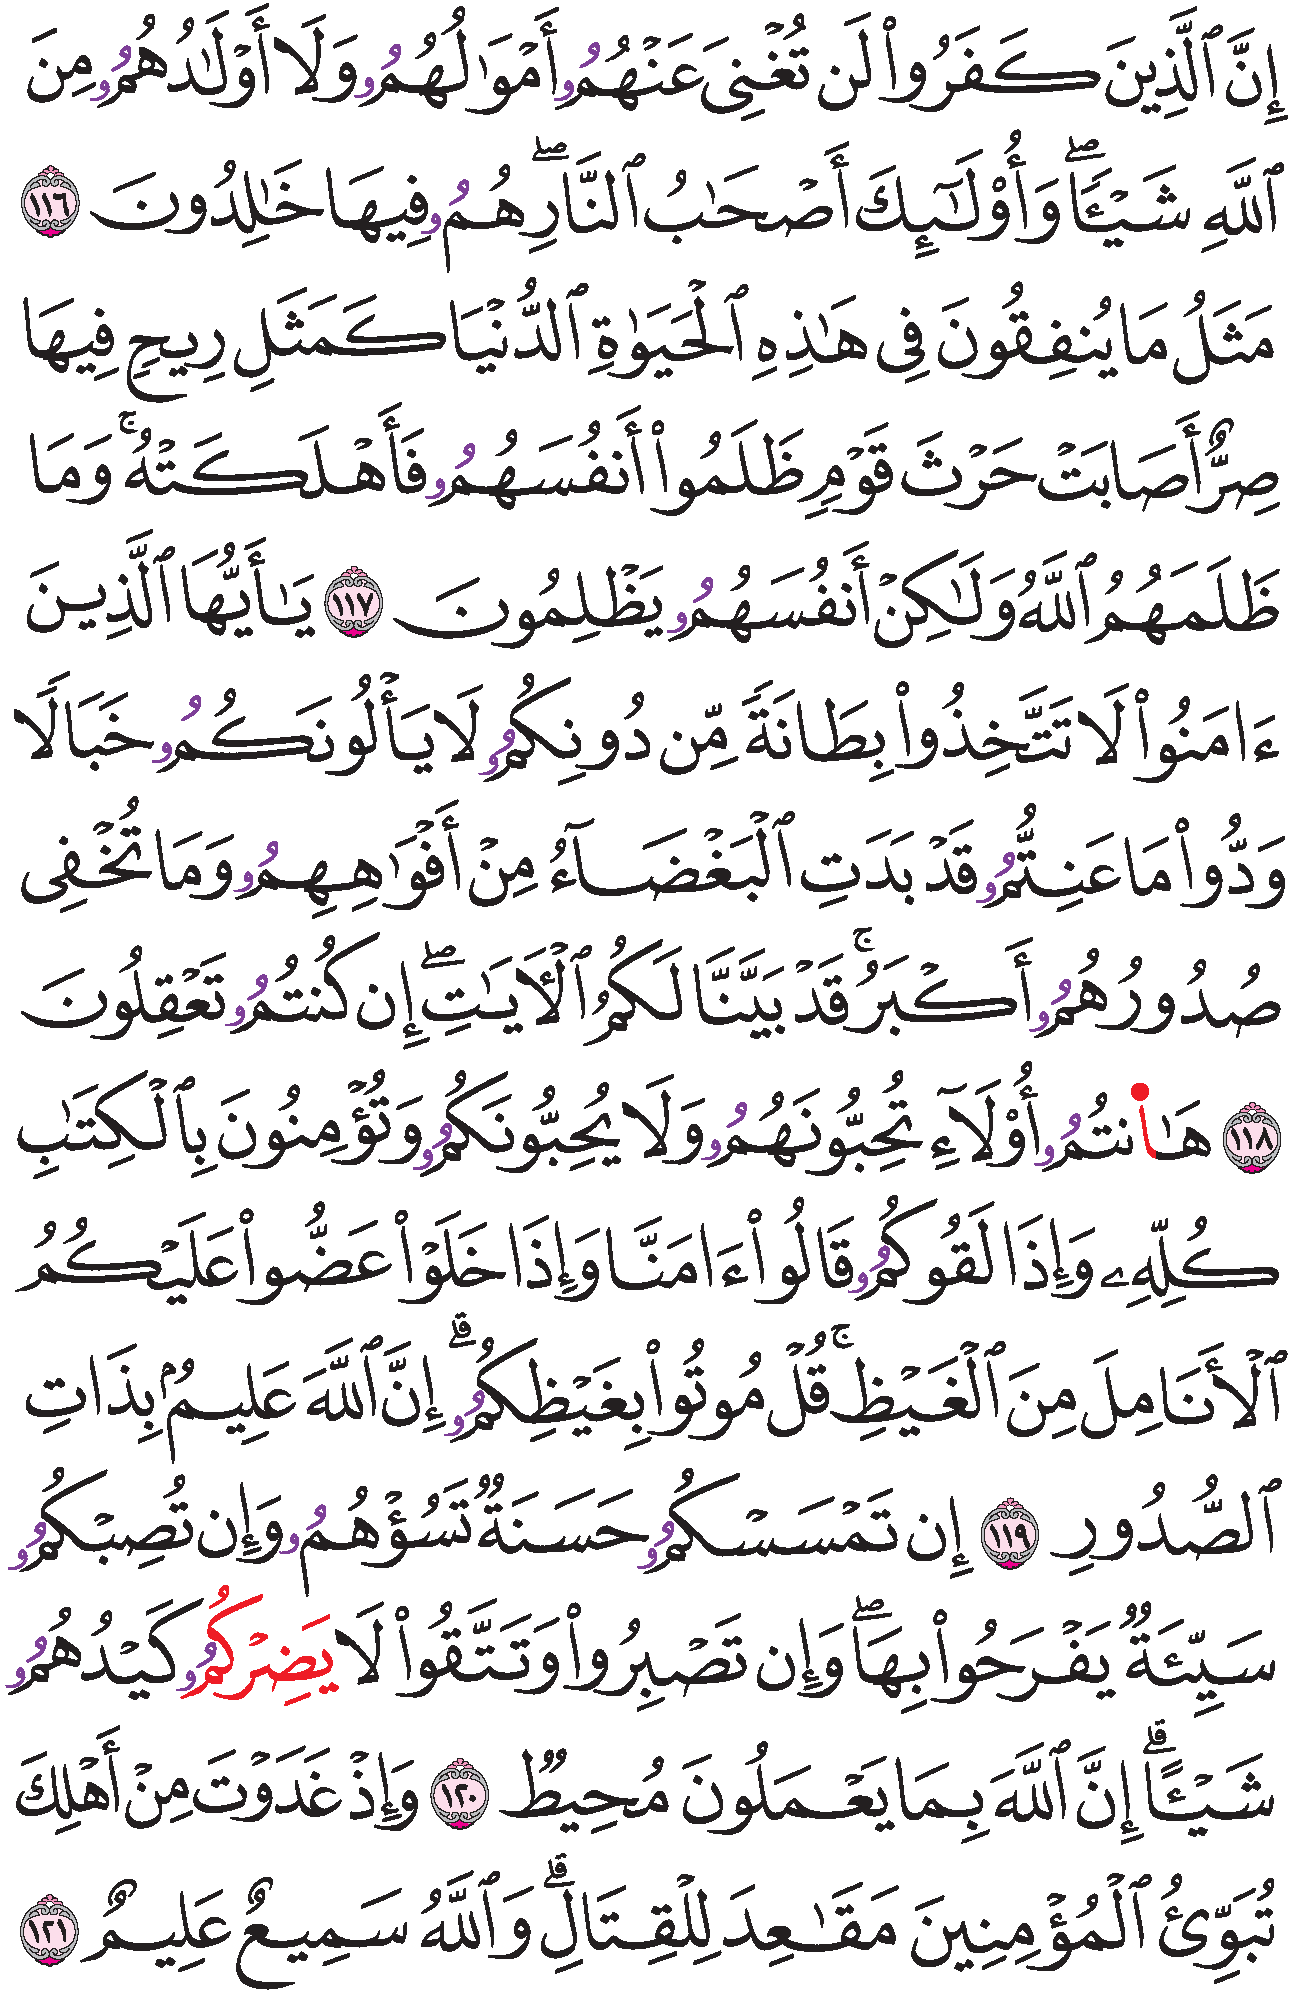 إِنَّ ٱلَّذِينَ كَفَرُوا۟ لَن تُغْنِىَ عَنْهُمُۥ أَمْوَٰلُهُمُۥ وَلَآ أَوْلَـٰدُهُمُۥ مِنَ
ٱللَّهِ شَيْـًٔا ۖ وَأُو۟لَـٰٓئِكَ أَصْحَـٰبُ ٱلنَّارِ ۖ هُمُۥ فِيهَا خَـٰلِدُونَ ١١٦
مَثَلُ مَا يُنفِقُونَ فِى هَـٰذِهِ ٱلْحَيَوٰةِ ٱلدُّنْيَا كَمَثَلِ رِيحٍ فِيهَا
صِرٌّ أَصَابَتْ حَرْثَ قَوْمٍ ظَلَمُوٓا۟ أَنفُسَهُمُۥ فَأَهْلَكَتْهُ ۚ وَمَا
ظَلَمَهُمُ ٱللَّهُ وَلَـٰكِنْ أَنفُسَهُمُۥ يَظْلِمُونَ ١١٧ يَـٰٓأَيُّهَا ٱلَّذِينَ
ءَامَنُوا۟ لَا تَتَّخِذُوا۟ بِطَانَةً مِّن دُونِكُمُۥ لَا يَأْلُونَكُمُۥ خَبَالًا
وَدُّوا۟ مَا عَنِتُّمُۥ قَدْ بَدَتِ ٱلْبَغْضَآءُ مِنْ أَفْوَٰهِهِمُۥ وَمَا تُخْفِى
صُدُورُهُمُۥ أَكْبَرُ ۚ قَدْ بَيَّنَّا لَكُمُ ٱلْـَٔايَـٰتِ ۖ إِن كُنتُمُۥ تَعْقِلُونَ
١١٨ هَـٰأَنتُمُۥ أُو۟لَآءِ تُحِبُّونَهُمُۥ وَلَا يُحِبُّونَكُمُۥ وَتُؤْمِنُونَ بِٱلْكِتَـٰبِ
كُلِّهِۦ وَإِذَا لَقُوكُمُۥ قَالُوٓا۟ ءَامَنَّا وَإِذَا خَلَوْا۟ عَضُّوا۟ عَلَيْكُمُ
ٱلْأَنَامِلَ مِنَ ٱلْغَيْظِ ۚ قُلْ مُوتُوا۟ بِغَيْظِكُمُۥ ۗ إِنَّ ٱللَّهَ عَلِيمٌۢ بِذَاتِ
ٱلصُّدُورِ ١١٩ إِن تَمْسَسْكُمُۥ حَسَنَةٌ تَسُؤْهُمُۥ وَإِن تُصِبْكُمُۥ
سَيِّئَةٌ يَفْرَحُوا۟ بِهَا ۖ وَإِن تَصْبِرُوا۟ وَتَتَّقُوا۟ لَا يَضِرْكُمُۥ كَيْدُهُمُۥ
شَيْـًٔا ۗ إِنَّ ٱللَّهَ بِمَا يَعْمَلُونَ مُحِيطٌ ١٢٠ وَإِذْ غَدَوْتَ مِنْ أَهْلِكَ
تُبَوِّئُ ٱلْمُؤْمِنِينَ مَقَـٰعِدَ لِلْقِتَالِ ۗ وَٱللَّهُ سَمِيعٌ عَلِيمٌ ١٢١